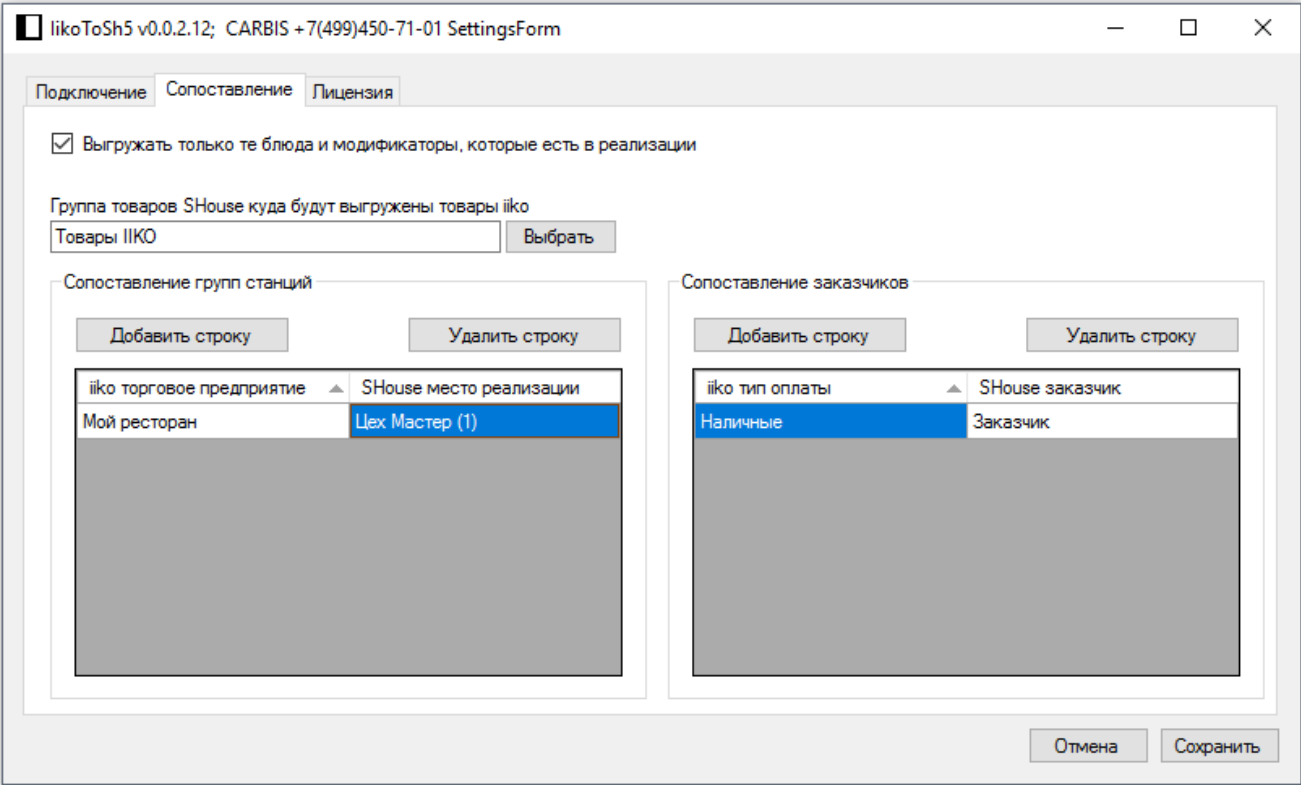 IikoToSh5 v0.0.2.12;  CARBIS +7(499)450-71-01 SettingsForm
Подключение Сопоставление Лицензия
Выгружать только те блюда и модификаторы, которые есть в реализации
Группа товаров SHouse куда будут выгружены товары iiko
Товары IIKO Выбрать
Сопоставление групп станций
Добавить строку Удалить строку
iiko торговое предприятие SHouse место реализации
Мой ресторан Цех Мастер (1)
Сопоставление заказчиков
Добавить строку Удалить строку
iiko тип оплаты SHouse заказчик
Наличные Заказчик
Отмена Сохранить